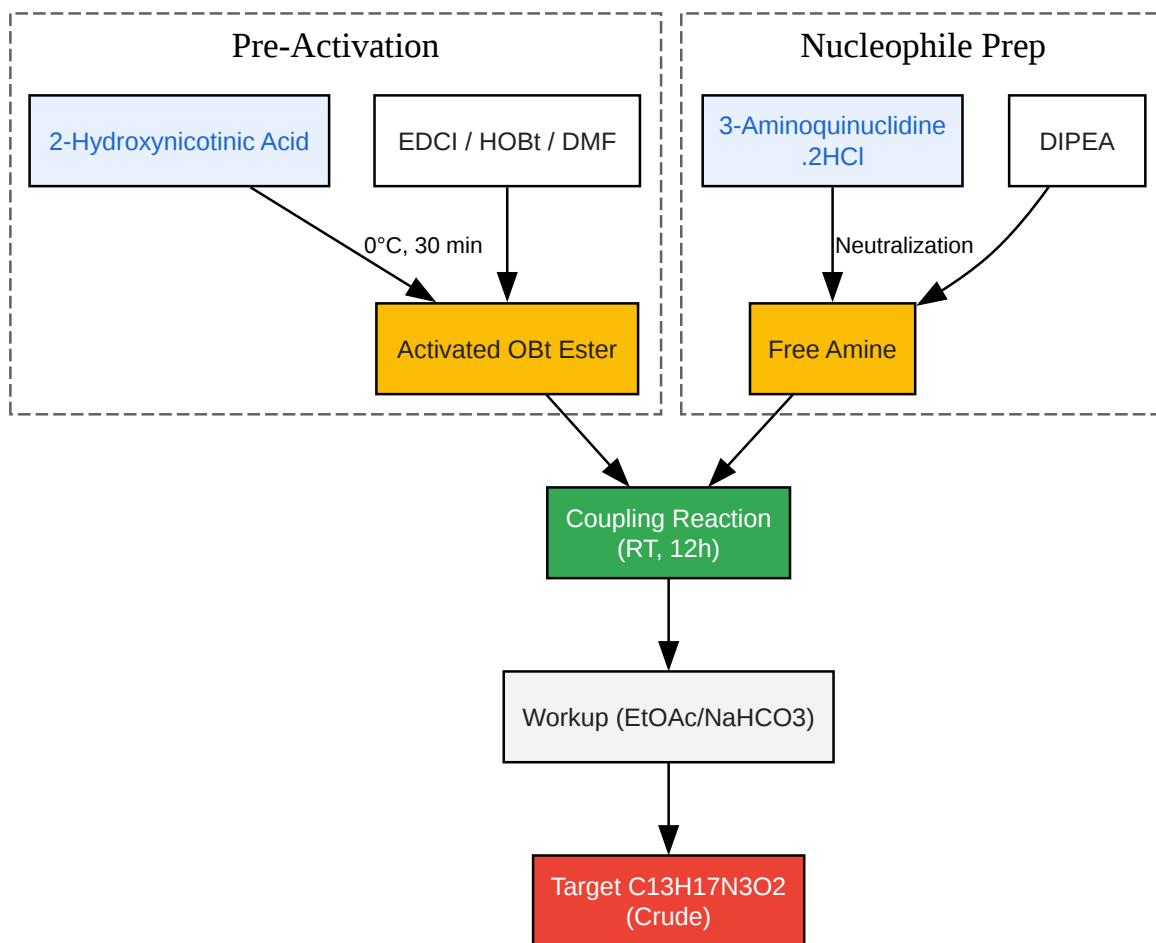 Pre-Activation
Nucleophile Prep
2-Hydroxynicotinic Acid
EDCI / HOBt / DMF
3-Aminoquinuclidine
.2HCl
DIPEA
0°C, 30 min
Neutralization
Activated OBt Ester
Free Amine
Coupling Reaction
(RT, 12h)
Workup (EtOAc/NaHCO3)
Target C13H17N3O2
(Crude)